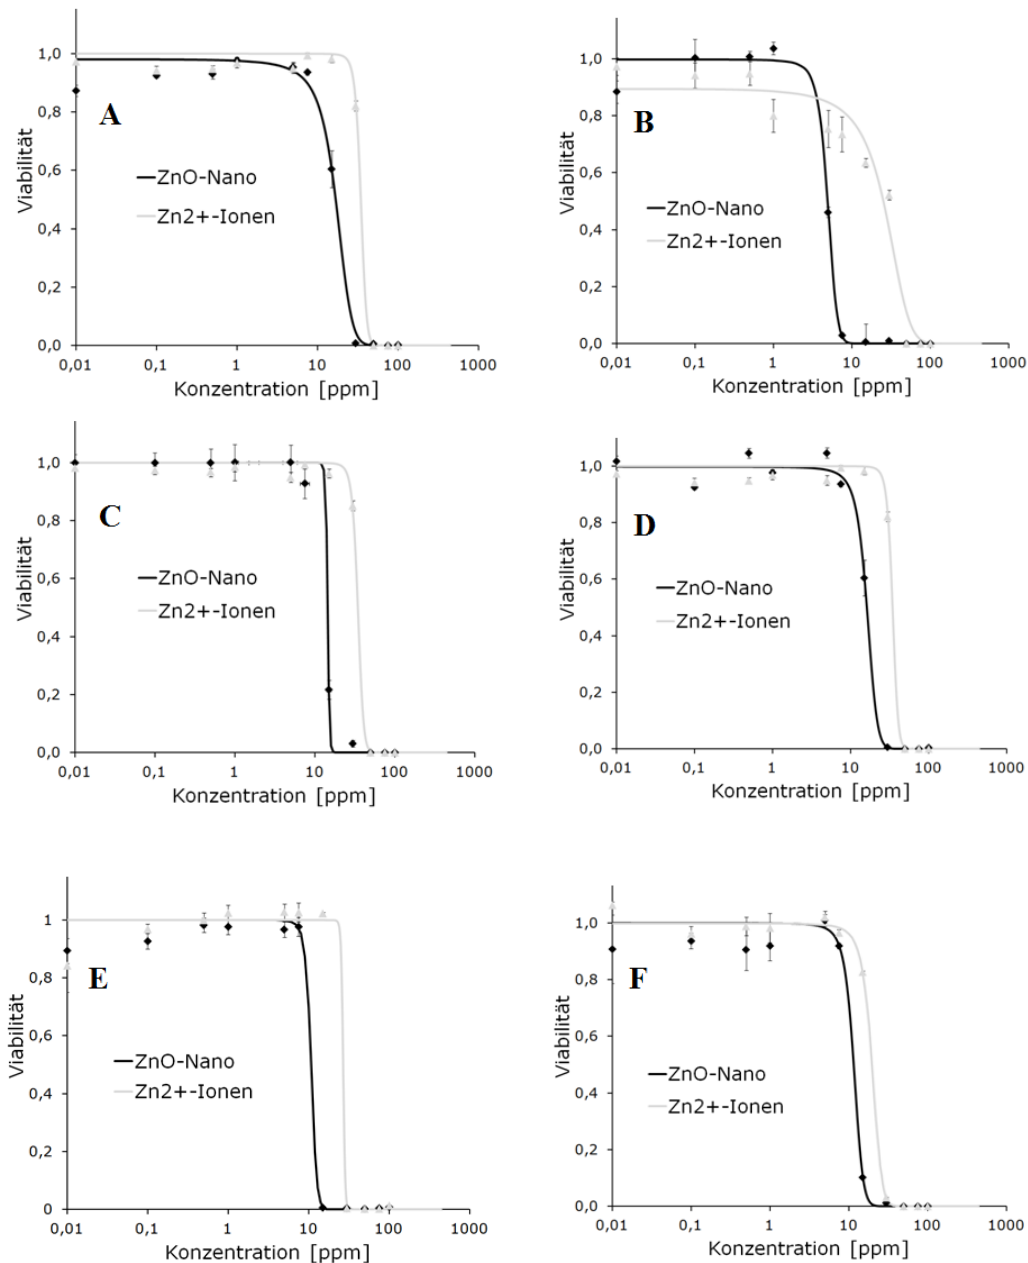 1,0
0,8
0,6
0,4
0,2
0,0
Viabilität
A
ZnO-Nano
Zn2+-Ionen
0,01 0,1 1 10 100 1000
Konzentration [ppm]
1,0
0,8
0,6
0,4
0,2
0,0
Viabilität
B
ZnO-Nano
Zn2+-Ionen
0,01 0,1 1 10 100 1000
Konzentration [ppm]
1,0
0,8
0,6
0,4
0,2
0,0
Viabilität
C
ZnO-Nano
Zn2+-Ionen
0,01 0,1 1 10 100 1000
Konzentration [ppm]
1,0
0,8
0,6
0,4
0,2
0,0
Viabilität
D
ZnO-Nano
Zn2+-Ionen
0,01 0,1 1 10 100 1000
Konzentration [ppm]
1
0,8
0,6
0,4
0,2
0
Viabilität
E
ZnO-Nano
Zn2+-Ionen
0,01 0,1 1 10 100 1000
Konzentration [ppm]
1,0
0,8
0,6
0,4
0,2
0,0
Viabilität
F
ZnO-Nano
Zn2+-Ionen
0,01 0,1 1 10 100 1000
Konzentration [ppm]